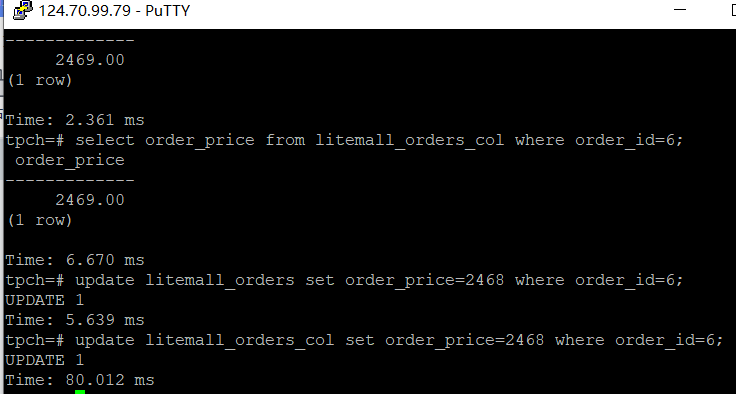 124.70.99.79 - PuTTY
-------------
2469.00
(1 row)
Time: 2.361 ms
tpch=# select order_price from litemall_orders_col where order_id=6;
order_price
-------------
2469.00
(1 row)
Time: 6.670 ms
tpch=# update litemall_orders set order_price=2468 where order_id=6;
UPDATE 1
Time: 5.639 ms
tpch=# update litemall_orders_col set order_price=2468 where order_id=6;
UPDATE 1
Time: 80.012 ms